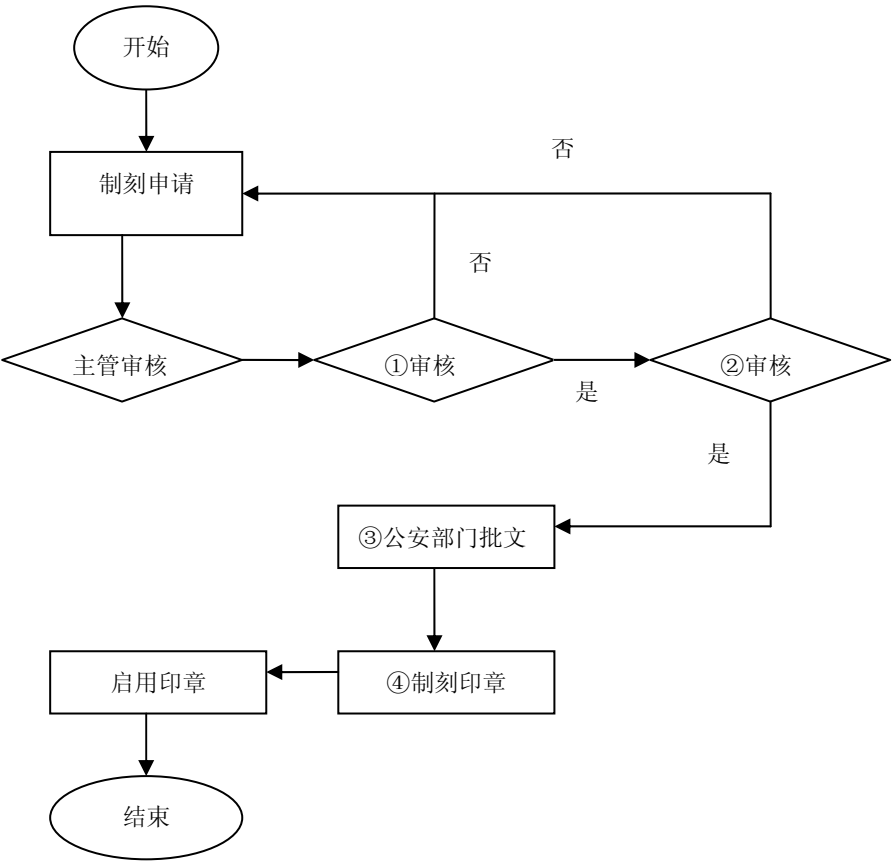 开始
制刻申请
否
否
主管审核
①审核
②审核
是
是
③公安部门批文
启用印章
④制刻印章
结束